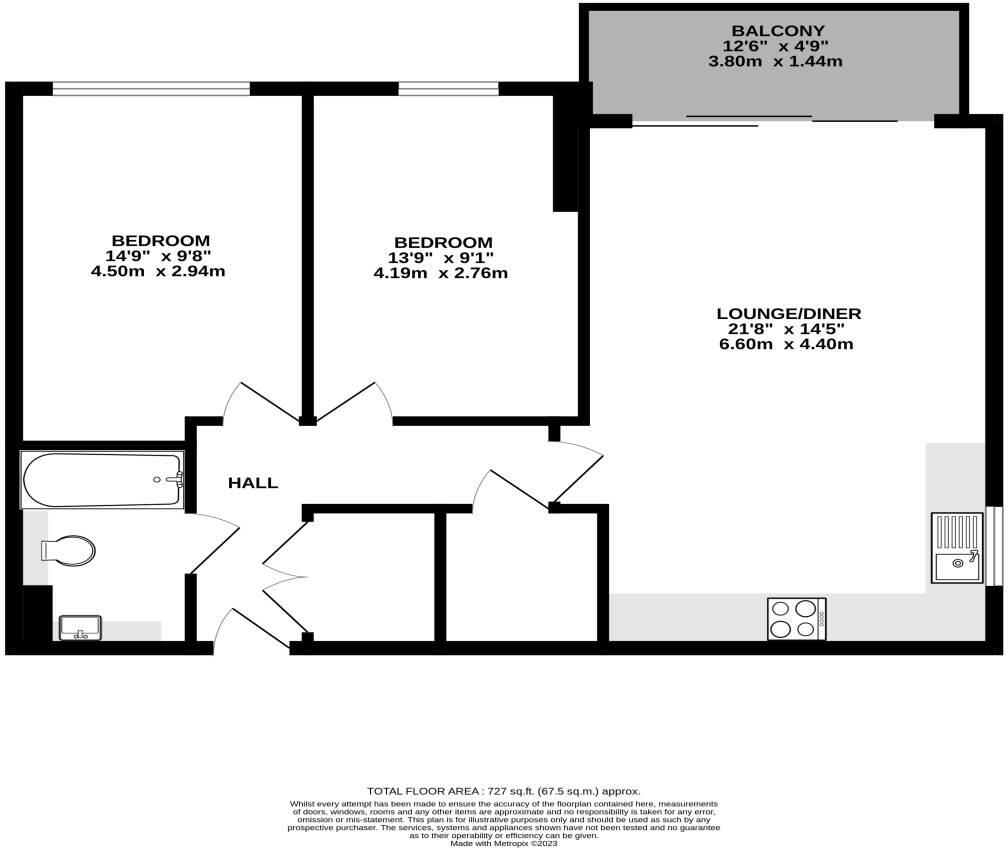 BALCONY
12'6" x 4'9"
3.80m x 1.44m
BEDROOM
14'9" x 9'8"
4.50m x 2.94m
BEDROOM
13'9" x 9'1"
4.19m x 2.76m
LOUNGE/DINER
21'8" x 14'5"
6.60m x 4.40m
HALL
TOTAL FLOOR AREA : 727 sq.ft. (67.5 sq.m.) approx.
Whilst every attempt has been made to ensure the accuracy of the floorplan contained here, measurements
of doors, windows, rooms and any other items are approximate and no responsibility is taken for any error,
omission or mis-statement. This plan is for illustrative purposes only and should be used as such by any
prospective purchaser. The services, systems and appliances shown have not been tested and no guarantee
as to their operability or efficiency can be given.
Made with Metropix ©2023